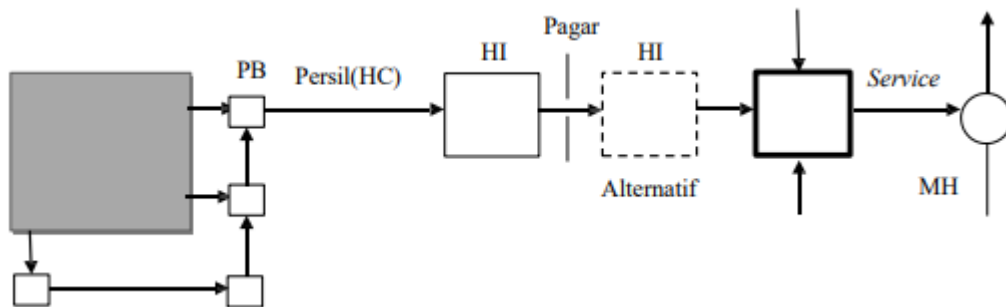 Pagar
PB
Persil(HC)
HI
HI
Service
Alternatif
MH